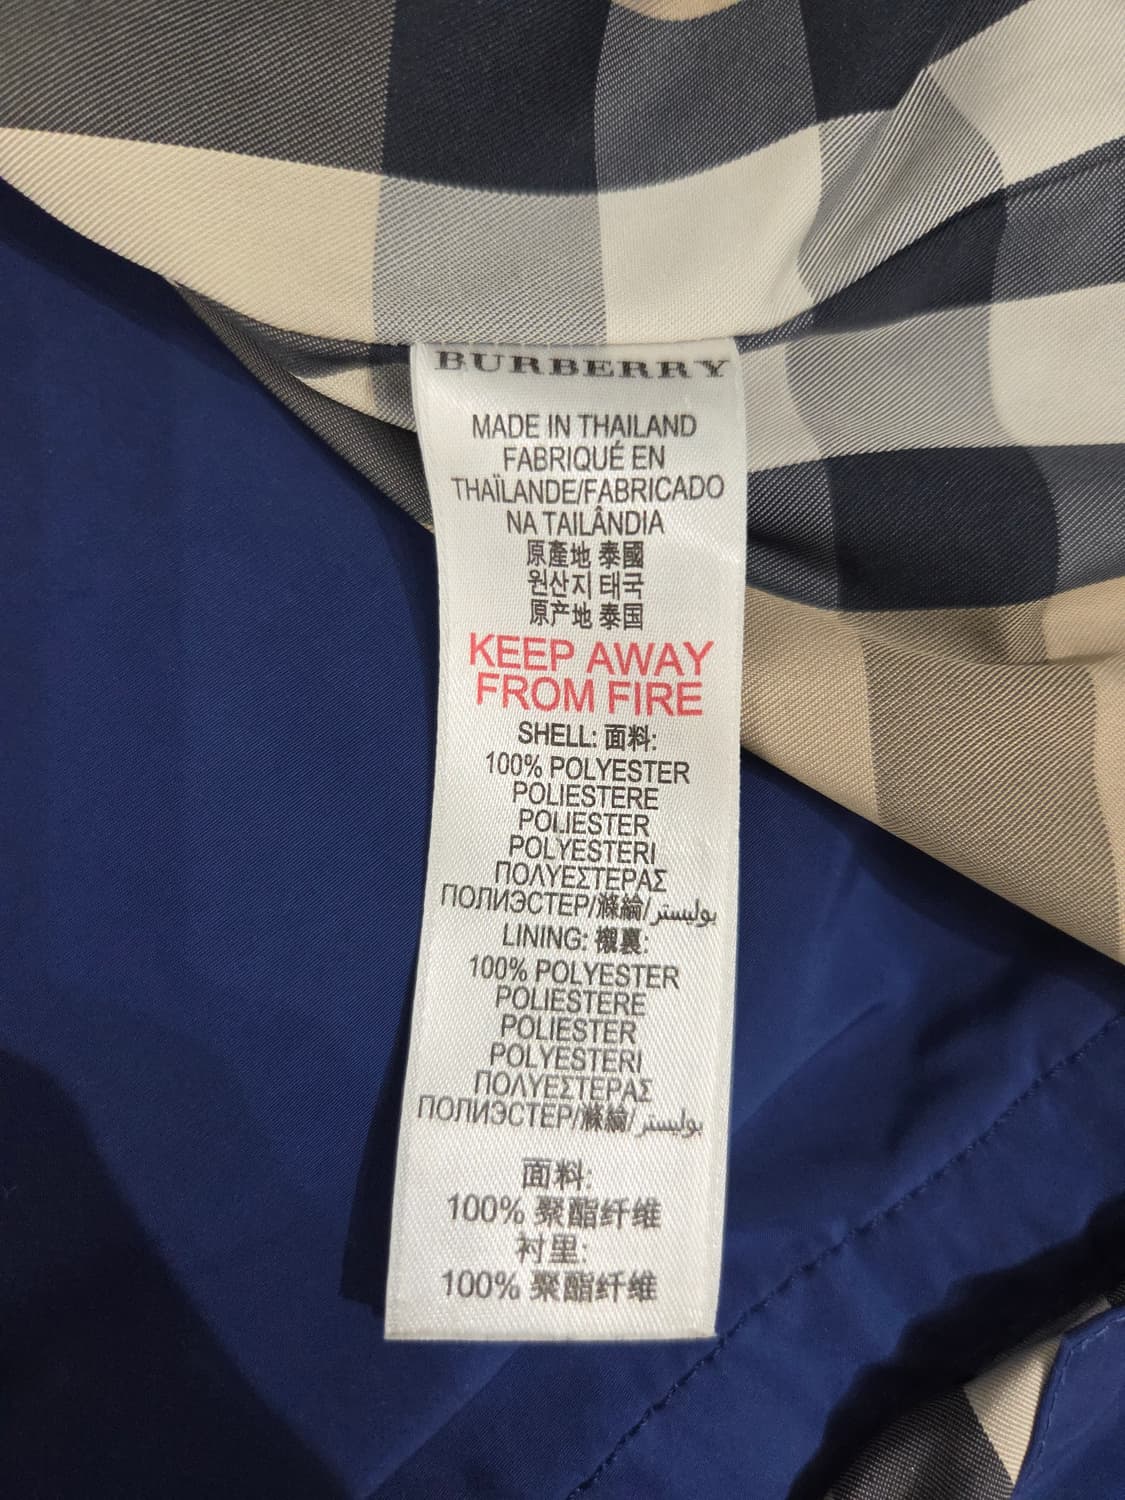 BURBERRY
MADE IN THAILAND
FABRIQUÉ EN
THAÏLANDE/FABRICADO
NA TAILÂNDIA
原產地 泰國
원산지 태국
原产地 泰国
KEEP AWAY
FROM FIRE
SHELL: 面料:
100% POLYESTER
POLIESTERE
POLIESTER
POLYESTERI
ΠΟΛΥΕΣΤΕΡΑΣ
ПОЛИЭСТЕР/滌綸/بوليستر
LINING: 襯裏:
100% POLYESTER
POLIESTERE
POLIESTER
POLYESTERI
ΠΟΛΥΕΣΤΕΡΑΣ
ПОЛИЭСТЕР/滌綸/بوليستر
面料:
100% 聚酯纤维
衬里:
100% 聚酯纤维